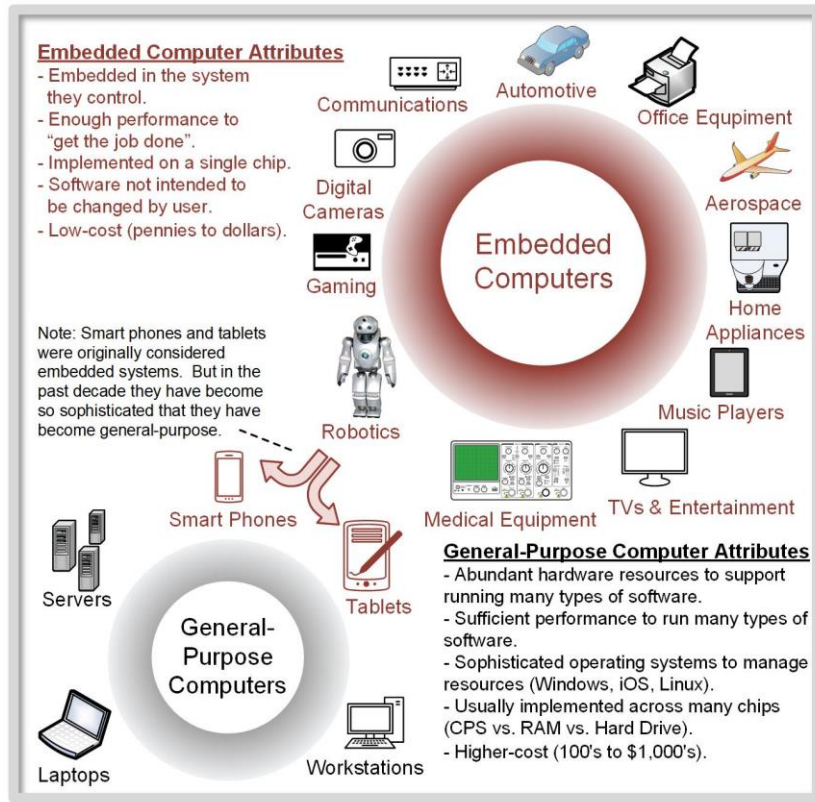 Embedded Computer Attributes
- Embedded in the system
they control.
- Enough performance to
“get the job done”.
- Implemented on a single chip.
- Software not intended to
be changed by user.
- Low-cost (pennies to dollars).
Communications
Automotive
Office Equpiment
Digital
Cameras
Aerospace
Embedded
Computers
Gaming
Home
Appliances
Note: Smart phones and tablets
were originally considered
embedded systems. But in the
past decade they have become
so sophisticated that they have
become general-purpose.
Robotics
Music Players
Smart Phones
Medical Equipment
TVs & Entertainment
Servers
Tablets
General-
Purpose
Computers
Laptops
Workstations
General-Purpose Computer Attributes
- Abundant hardware resources to support
running many types of software.
- Sufficient performance to run many types of
software.
- Sophisticated operating systems to manage
resources (Windows, iOS, Linux).
- Usually implemented across many chips
(CPS vs. RAM vs. Hard Drive).
- Higher-cost (100's to $1,000's).